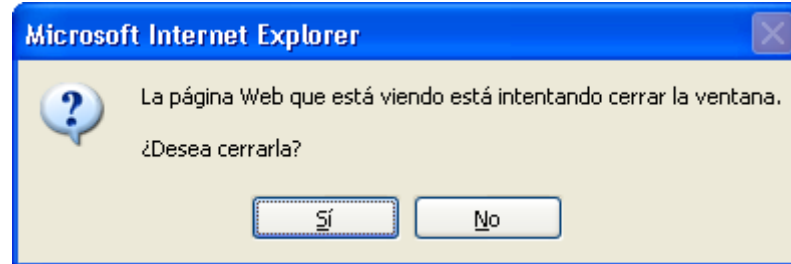 Microsoft Internet Explorer
La página Web que está viendo está intentando cerrar la ventana.
¿Desea cerrarla?
Sí
No